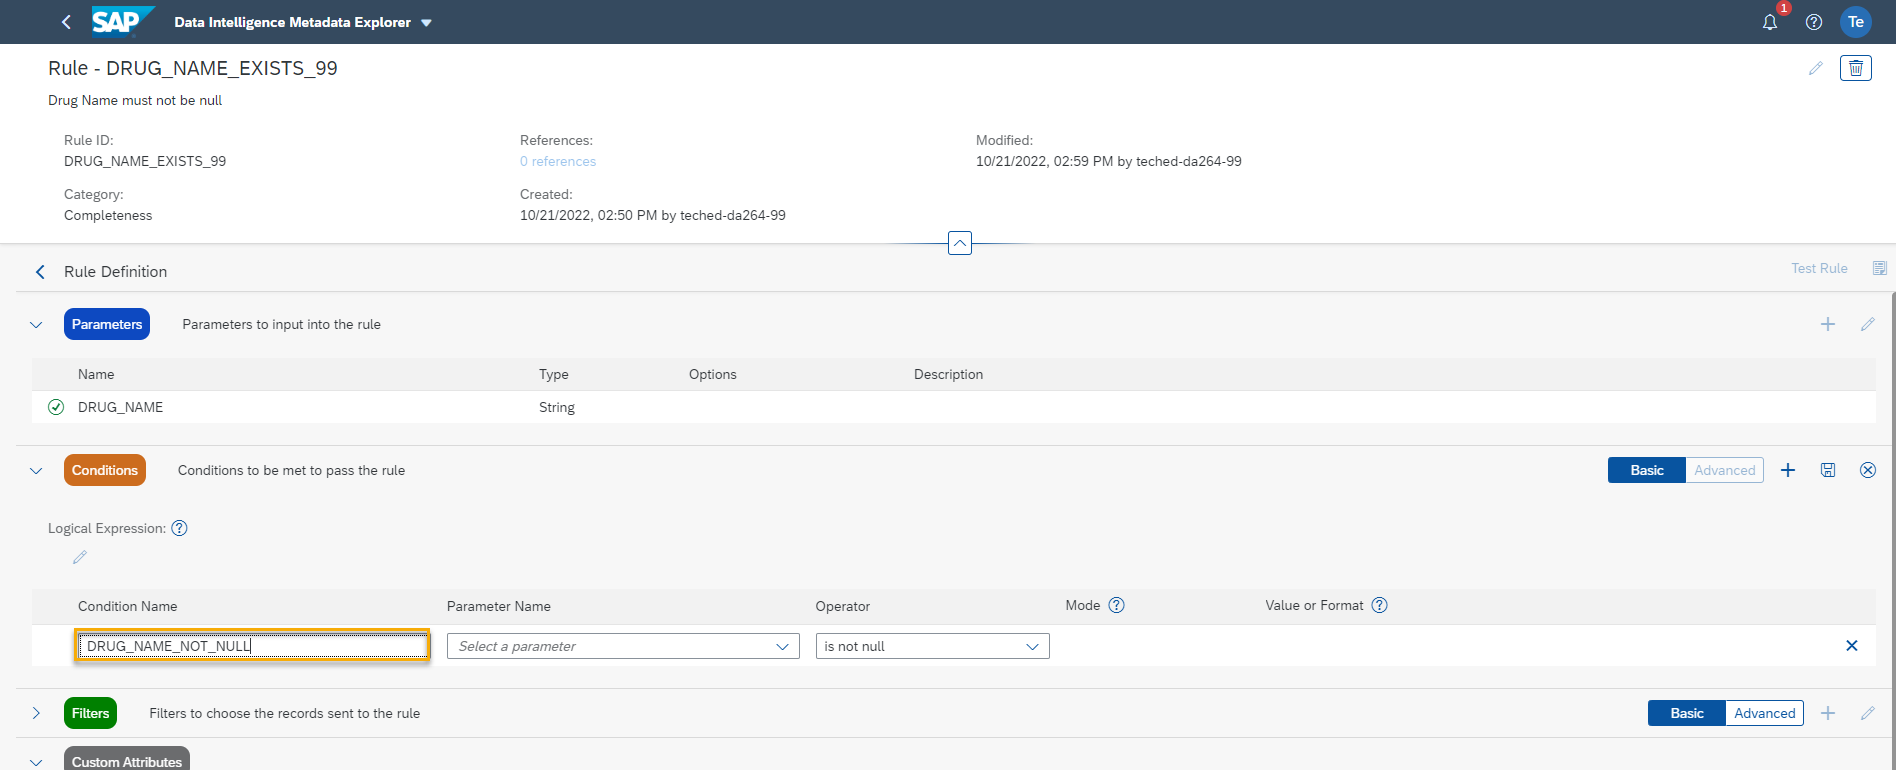 SAP Data Intelligence Metadata Explorer 1 Te
Rule - DRUG_NAME_EXISTS_99
Drug Name must not be null
Rule ID: References: Modified:
DRUG_NAME_EXISTS_99 0 references 10/21/2022, 02:59 PM by teched-da264-99
Category: Created:
Completeness 10/21/2022, 02:50 PM by teched-da264-99
Rule Definition Test Rule
Parameters Parameters to input into the rule
Name Type Options Description
DRUG_NAME String
Conditions Conditions to be met to pass the rule Basic Advanced
Logical Expression:
Condition Name Parameter Name Operator Mode Value or Format
DRUG_NAME_NOT_NULL Select a parameter is not null
Filters Filters to choose the records sent to the rule Basic Advanced
Custom Attributes